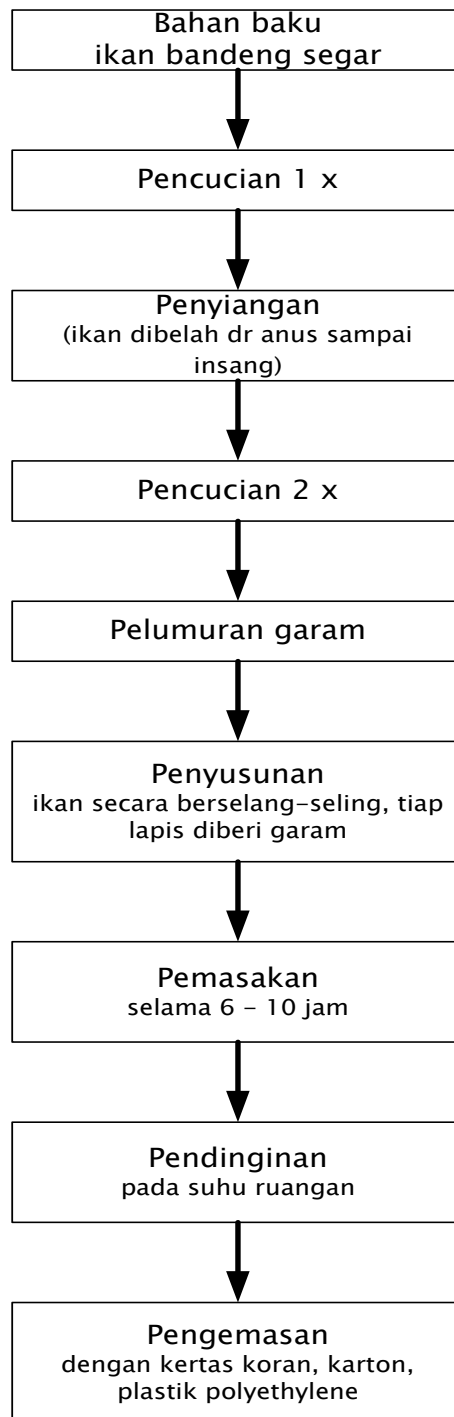 Bahan baku
ikan bandeng segar
Pencucian 1 x
Penyiangan
(ikan dibelah dr anus sampai
insang)
Pencucian 2 x
Pelumuran garam
Penyusunan
ikan secara berselang-seling, tiap
lapis diberi garam
Pemasakan
selama 6 – 10 jam
Pendinginan
pada suhu ruangan
Pengemasan
dengan kertas koran, karton,
plastik polyethylene